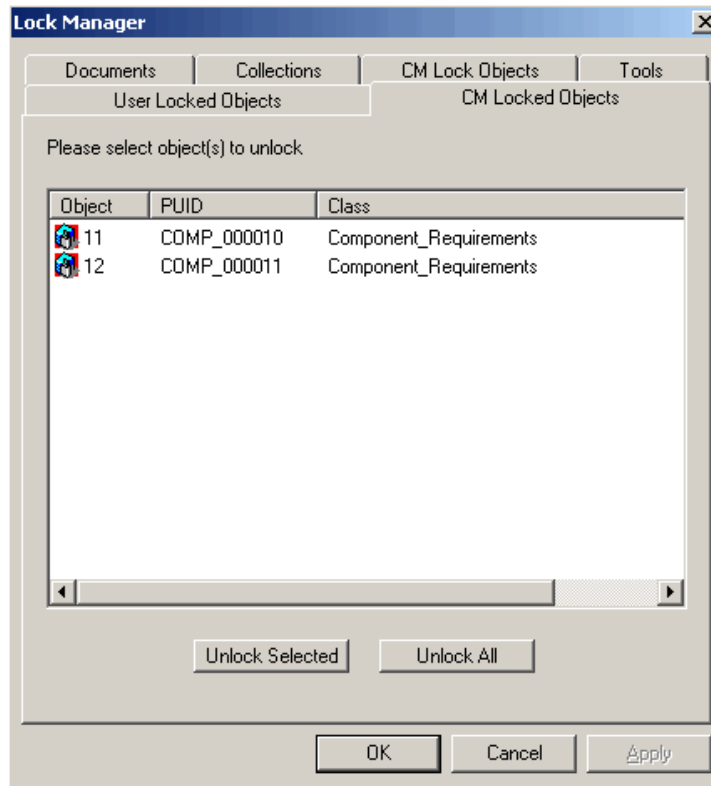 Lock Manager
Documents Collections CM Lock Objects Tools
User Locked Objects CM Locked Objects
Please select object(s) to unlock
Object PUID Class
11 COMP_000010 Component_Requirements
12 COMP_000011 Component_Requirements
Unlock Selected Unlock All
OK Cancel Apply